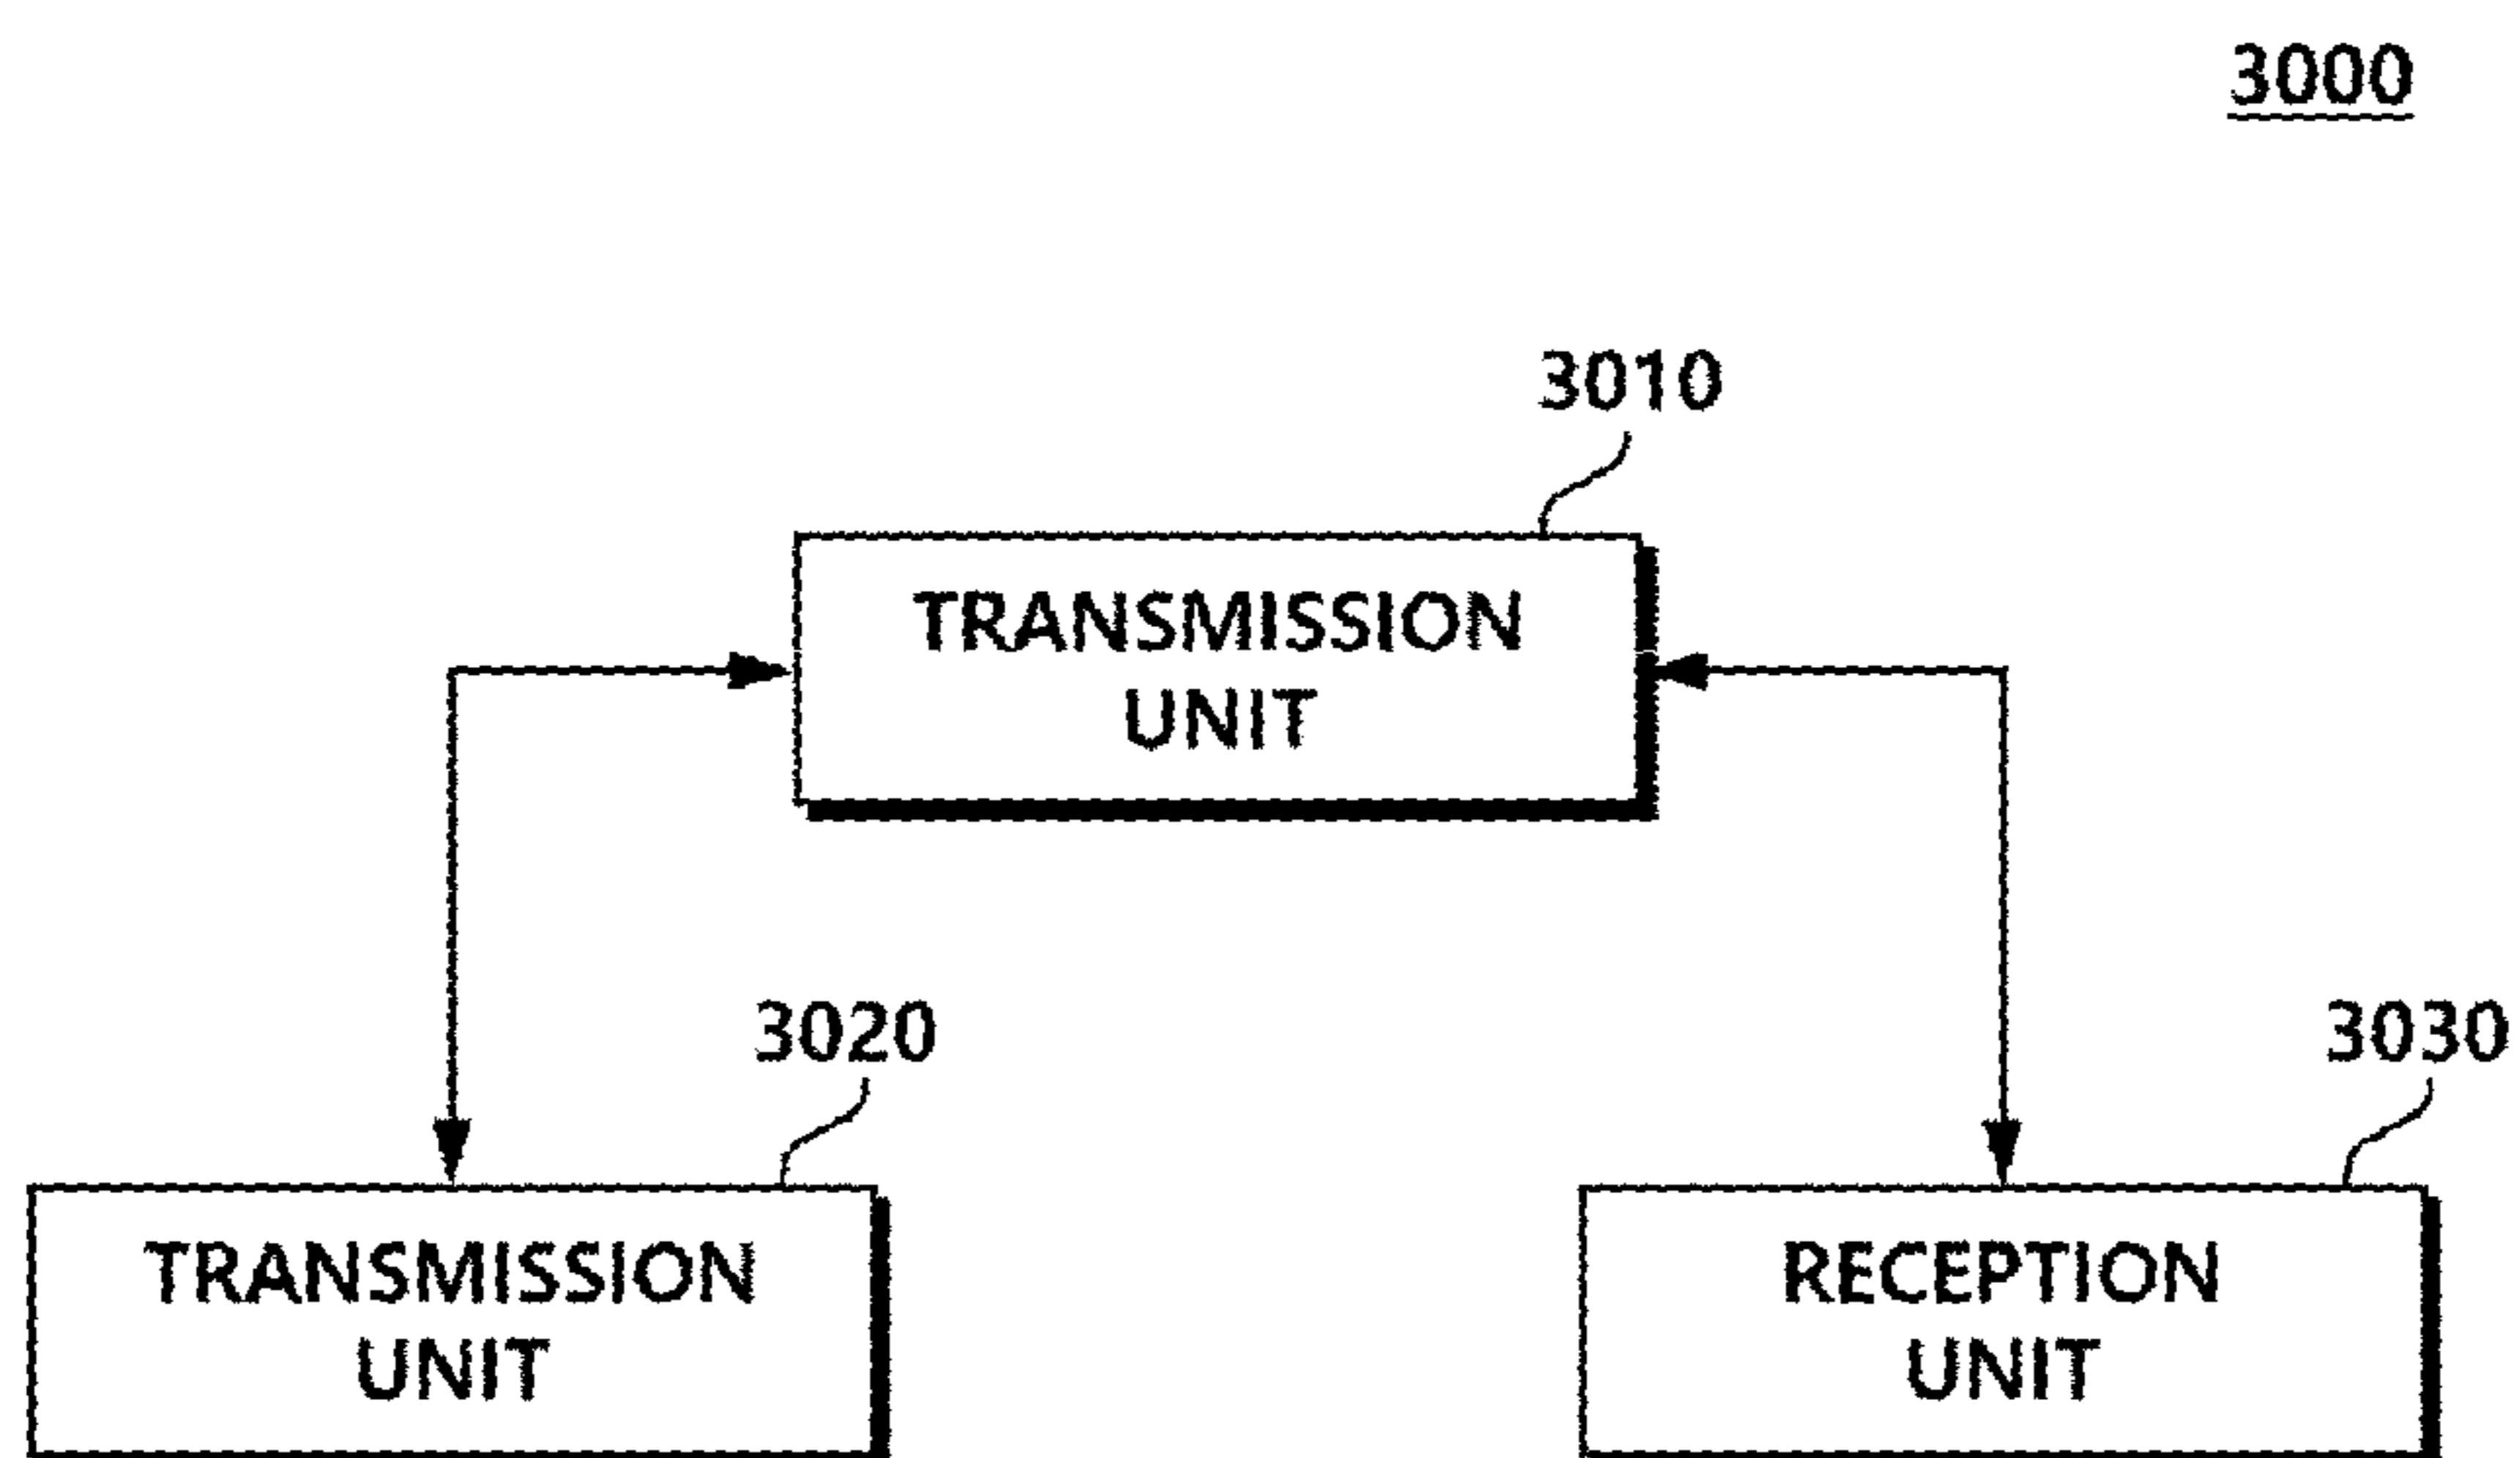 3000
3010
TRANSMISSION
UNIT
3020
3030
TRANSMISSION
UNIT
RECEPTION
UNIT